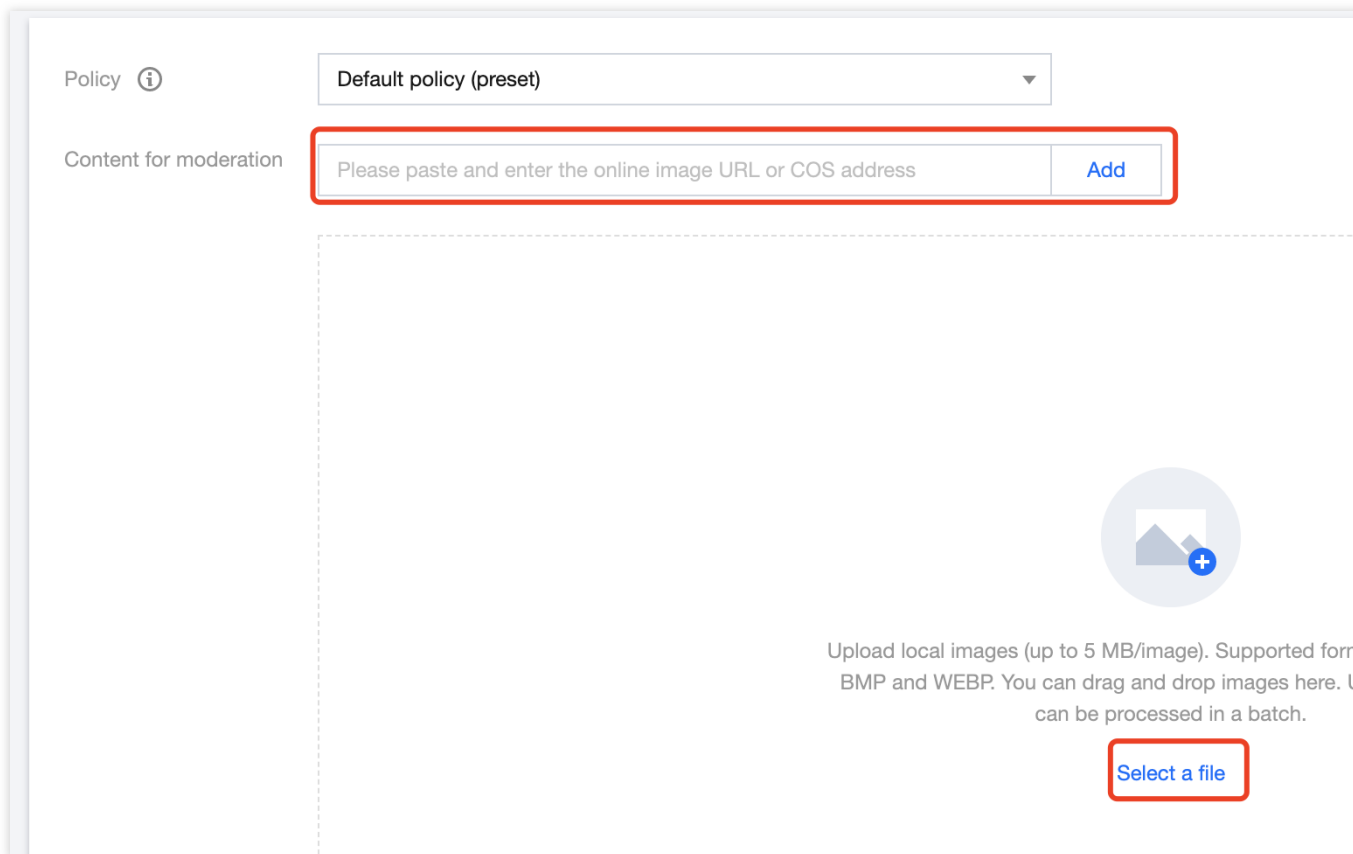 Policy
Default policy (preset)
Content for moderation
Please paste and enter the online image URL or COS address
Add
Upload local images (up to 5 MB/image). Supported
BMP and WEBP. You can drag and drop images here.
can be processed in a batch.
Select a file